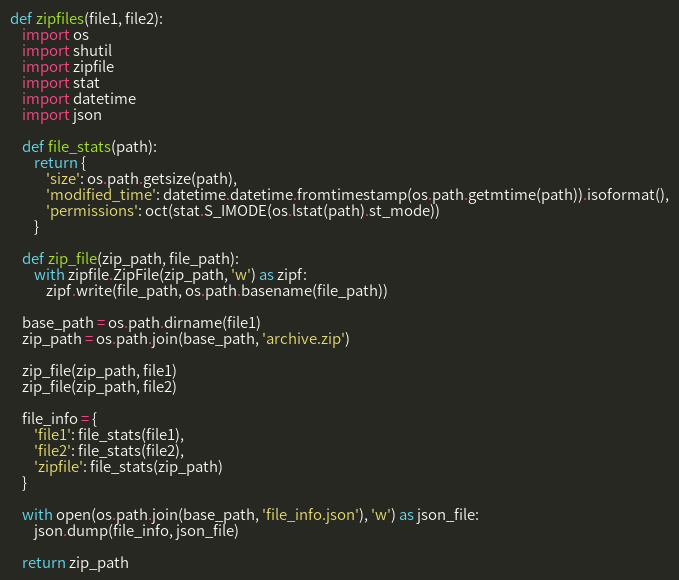 def zipfiles(file1, file2):
    import os
    import shutil
    import zipfile
    import stat
    import datetime
    import json

    def file_stats(path):
        return {
            'size': os.path.getsize(path),
            'modified_time': datetime.datetime.fromtimestamp(os.path.getmtime(path)).isoformat(),
            'permissions': oct(stat.S_IMODE(os.lstat(path).st_mode))
        }

    def zip_file(zip_path, file_path):
        with zipfile.ZipFile(zip_path, 'w') as zipf:
            zipf.write(file_path, os.path.basename(file_path))

    base_path = os.path.dirname(file1)
    zip_path = os.path.join(base_path, 'archive.zip')

    zip_file(zip_path, file1)
    zip_file(zip_path, file2)

    file_info = {
        'file1': file_stats(file1),
        'file2': file_stats(file2),
        'zipfile': file_stats(zip_path)
    }

    with open(os.path.join(base_path, 'file_info.json'), 'w') as json_file:
        json.dump(file_info, json_file)

    return zip_path